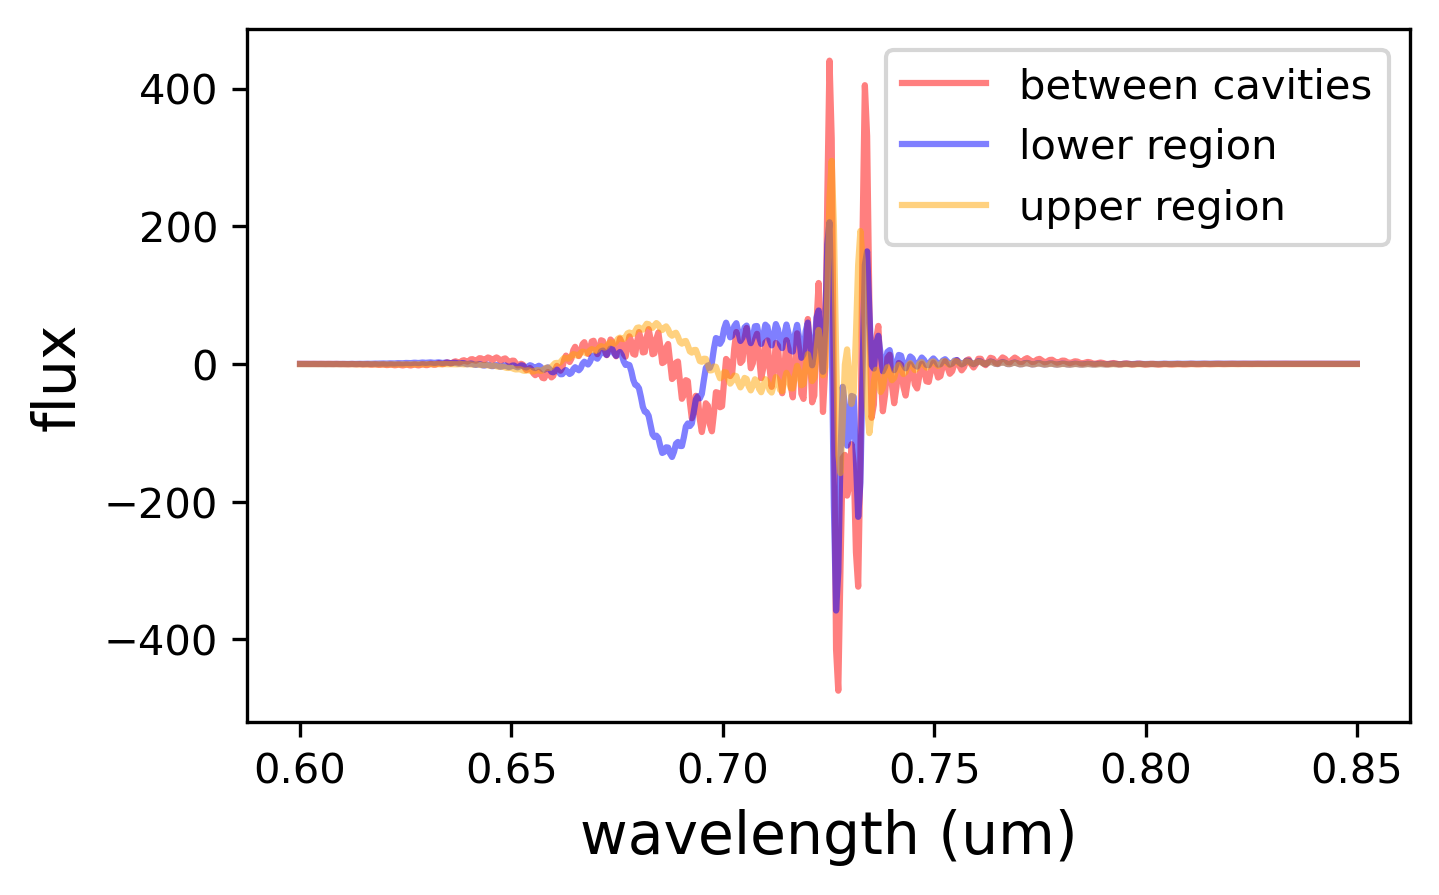 between cavities
lower region
upper region
flux
400
200
0
−200
−400
0.60 0.65 0.70 0.75 0.80 0.85
wavelength (um)